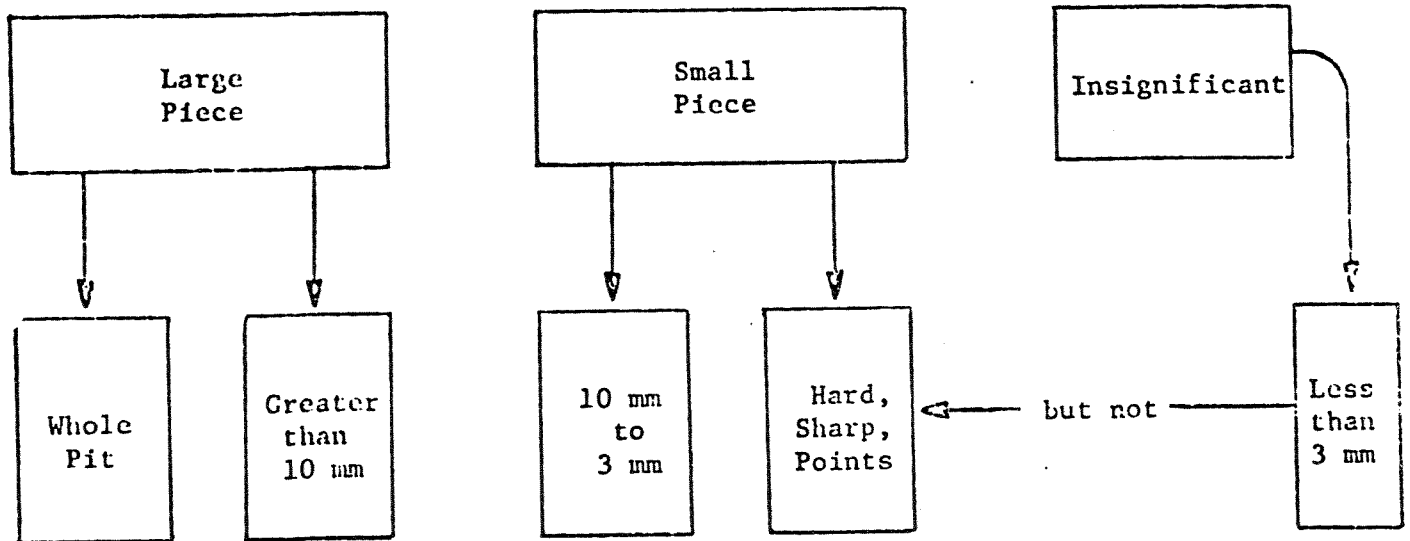 Large
Piece
Small
Piece
Insignificant
Whole
Pit
Greater
than
10 mm
10 mm
to
3 mm
Hard,
Sharp,
Points
but not
Less
than
3 mm